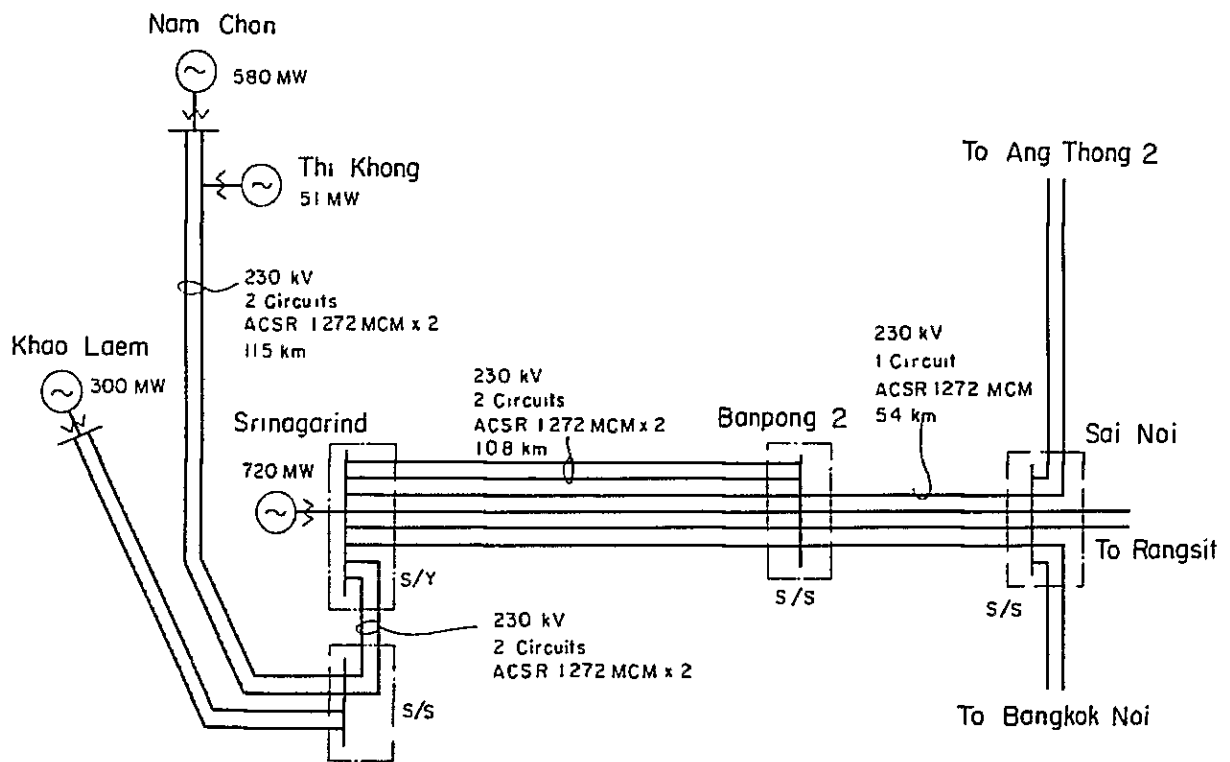 Nam Chon
580 MW
Thi Khong
51 MW
To Ang Thong 2
230 kV
2 Circuits
ACSR 1272 MCM x 2
115 km
Khao Laem
300 MW
230 kV
1 Circuit
ACSR 1272 MCM
54 km
230 kV
2 Circuits
ACSR 1272 MCM x 2
108 km
Srinagarind
Banpong 2
Sai Noi
720 MW
To Rangsit
S/Y
S/S
S/S
230 kV
2 Circuits
ACSR 1272 MCM x 2
S/S
To Bangkok Noi